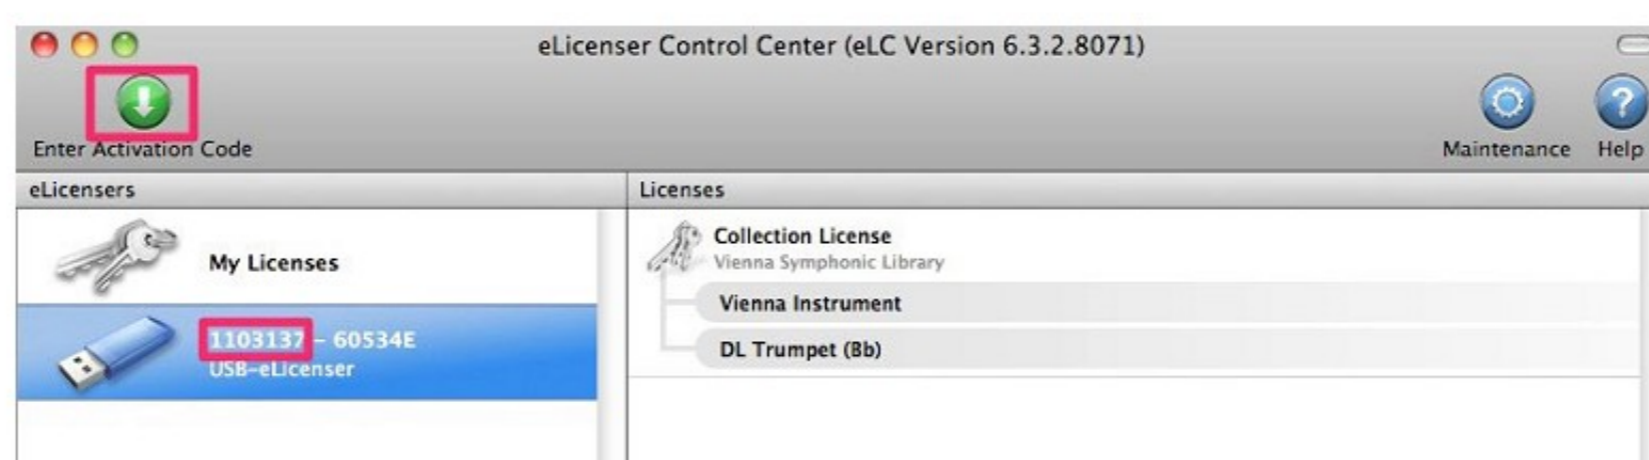 eLicenser Control Center (eLC Version 6.3.2.8071)
Enter Activation Code
Maintenance
Help
eLicensers
Licenses
My Licenses
1103137 - 60534E
USB-eLicenser
Collection License
Vienna Symphonic Library
Vienna Instrument
DL Trumpet (Bb)